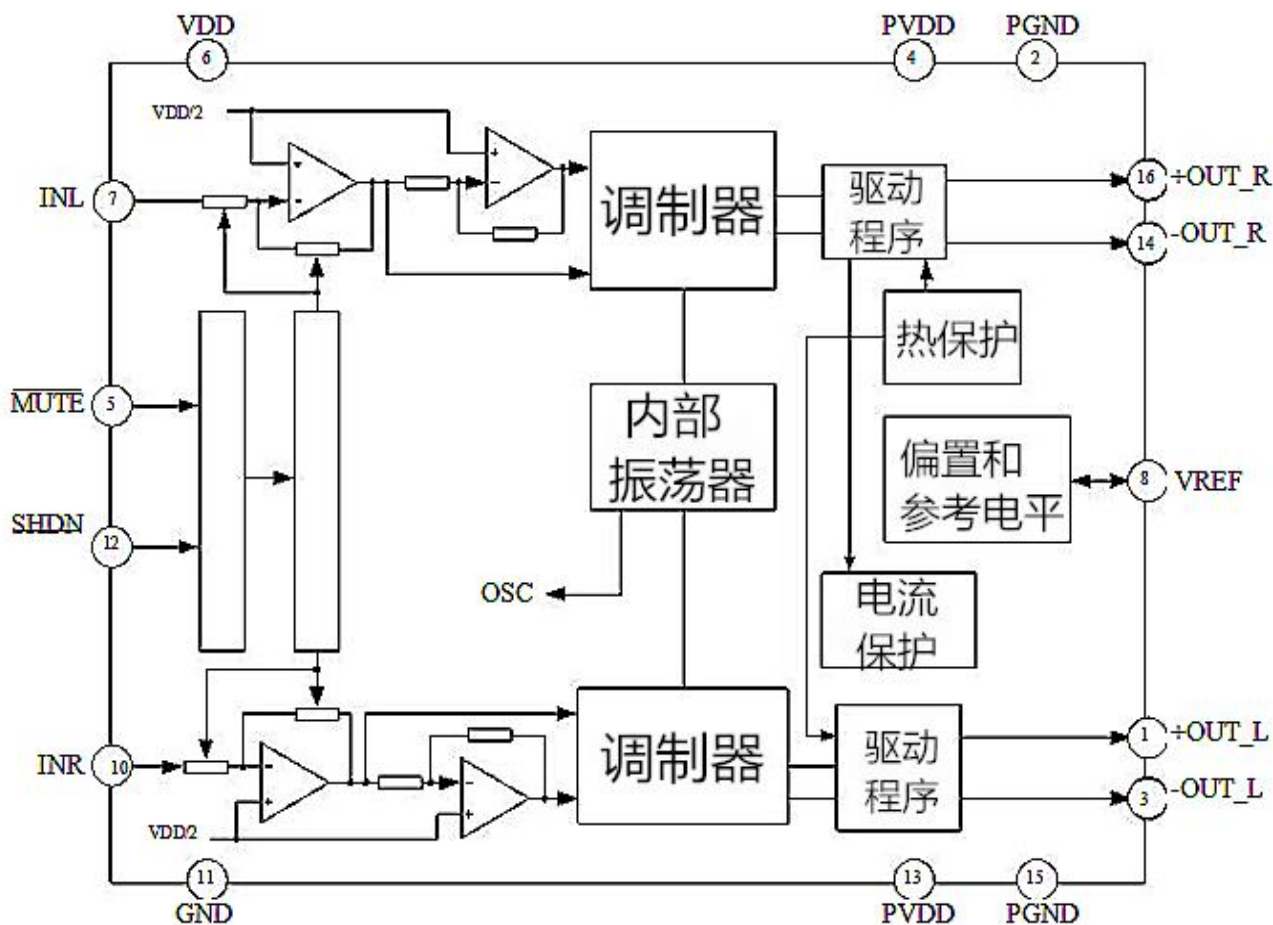 VDD
PVDD
PGND
6
4
2
VDD/2
INL
7
调制器
驱动
程序
16
+OUT_R
14
-OUT_R
热保护
MUTE
5
内部
振荡器
偏置和
参考电平
8
VREF
SHDN
12
OSC
电流
保护
INR
10
调制器
驱动
程序
1
+OUT_L
3
-OUT_L
VDD/2
11
13
15
GND
PVDD
PGND